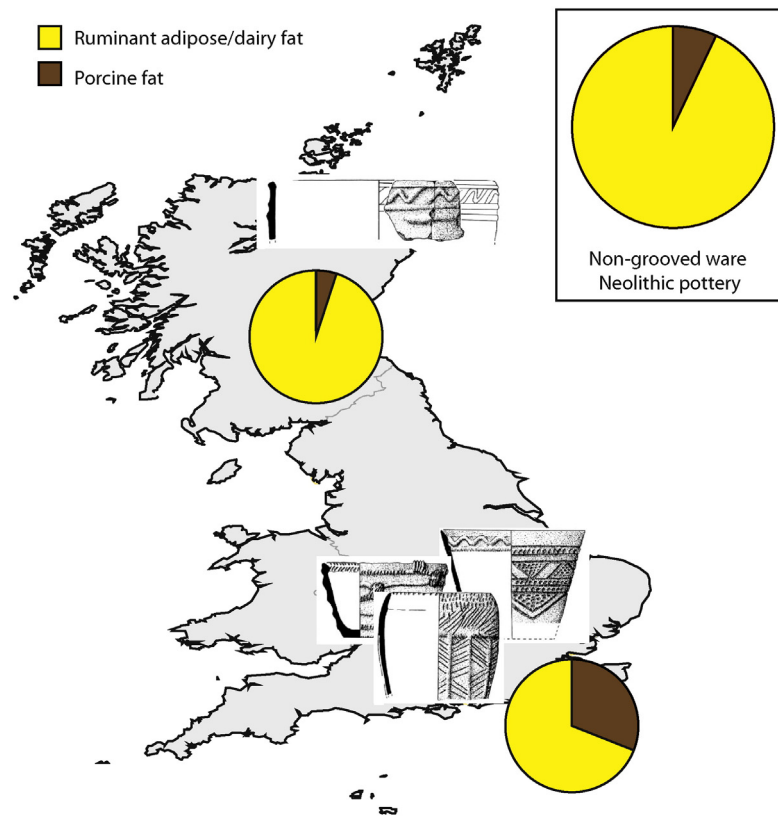 Ruminant adipose/dairy fat
Porcine fat
Non-grooved ware
Neolithic pottery